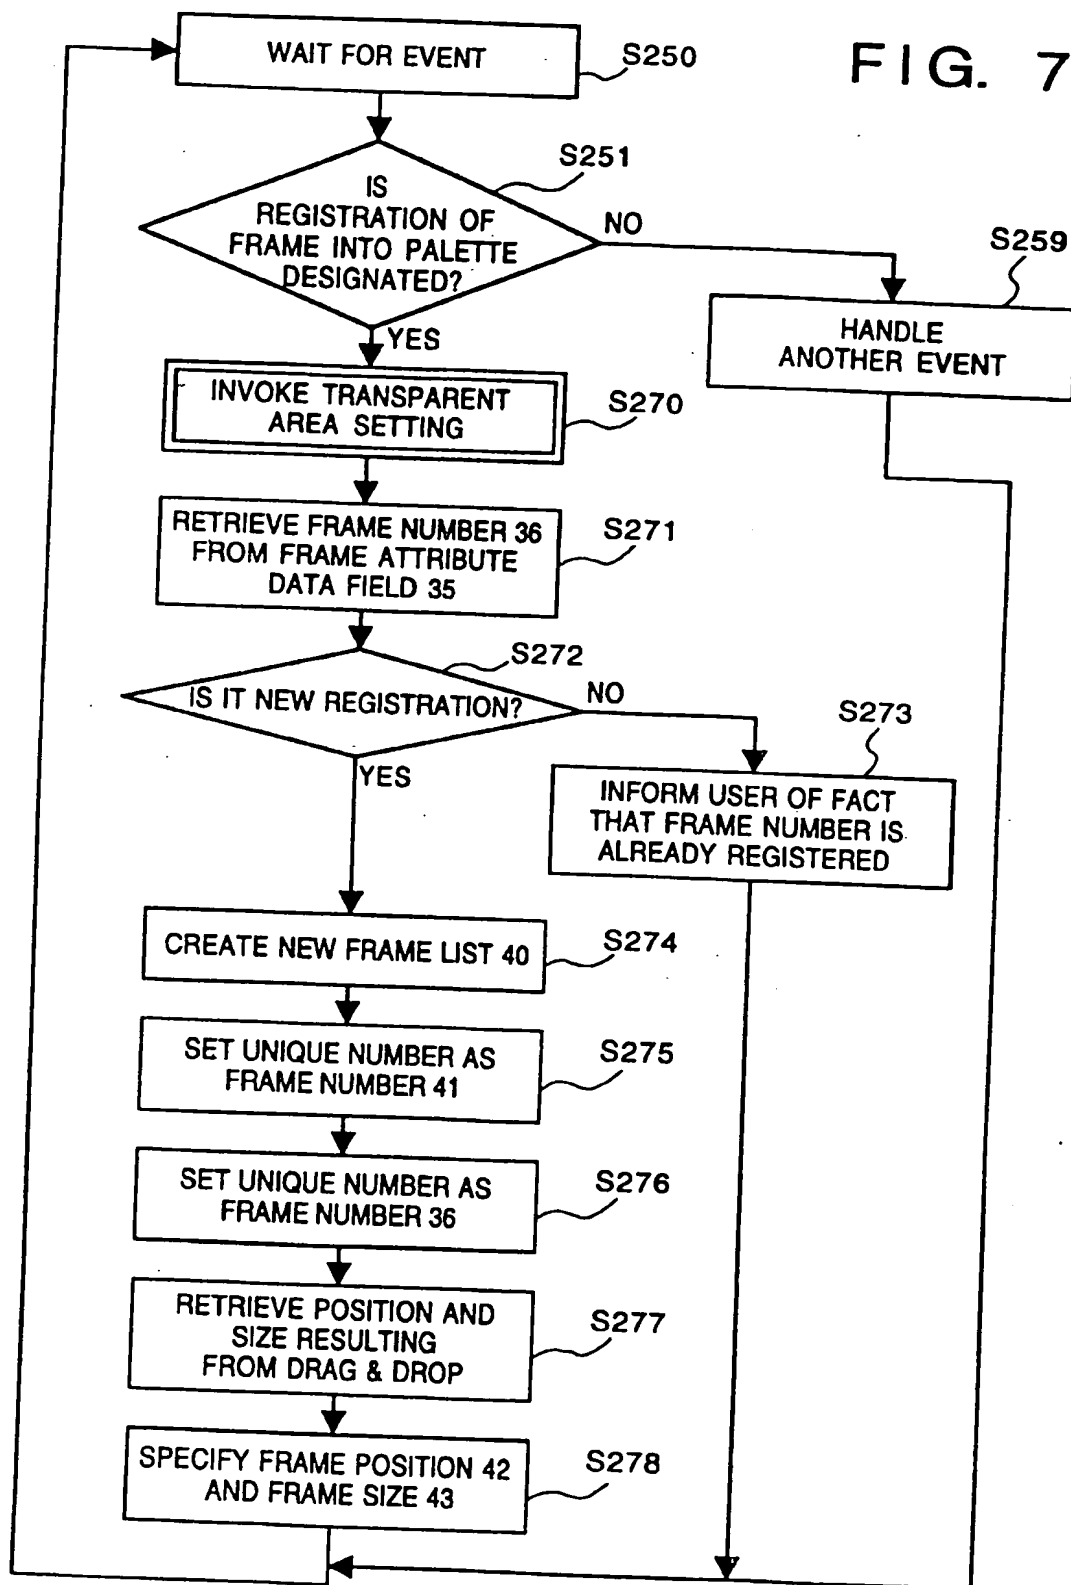 FIG. 7
WAIT FOR EVENT
S250
S251
IS
REGISTRATION OF
FRAME INTO PALETTE
DESIGNATED?
NO
YES
S259
HANDLE
ANOTHER EVENT
INVOKE TRANSPARENT
AREA SETTING
S270
RETRIEVE FRAME NUMBER 36
FROM FRAME ATTRIBUTE
DATA FIELD 35
S271
S272
IS IT NEW REGISTRATION?
NO
YES
S273
INFORM USER OF FACT
THAT FRAME NUMBER IS
ALREADY REGISTERED
CREATE NEW FRAME LIST 40
S274
SET UNIQUE NUMBER AS
FRAME NUMBER 41
S275
SET UNIQUE NUMBER AS
FRAME NUMBER 36
S276
RETRIEVE POSITION AND
SIZE RESULTING
FROM DRAG & DROP
S277
SPECIFY FRAME POSITION 42
AND FRAME SIZE 43
S278